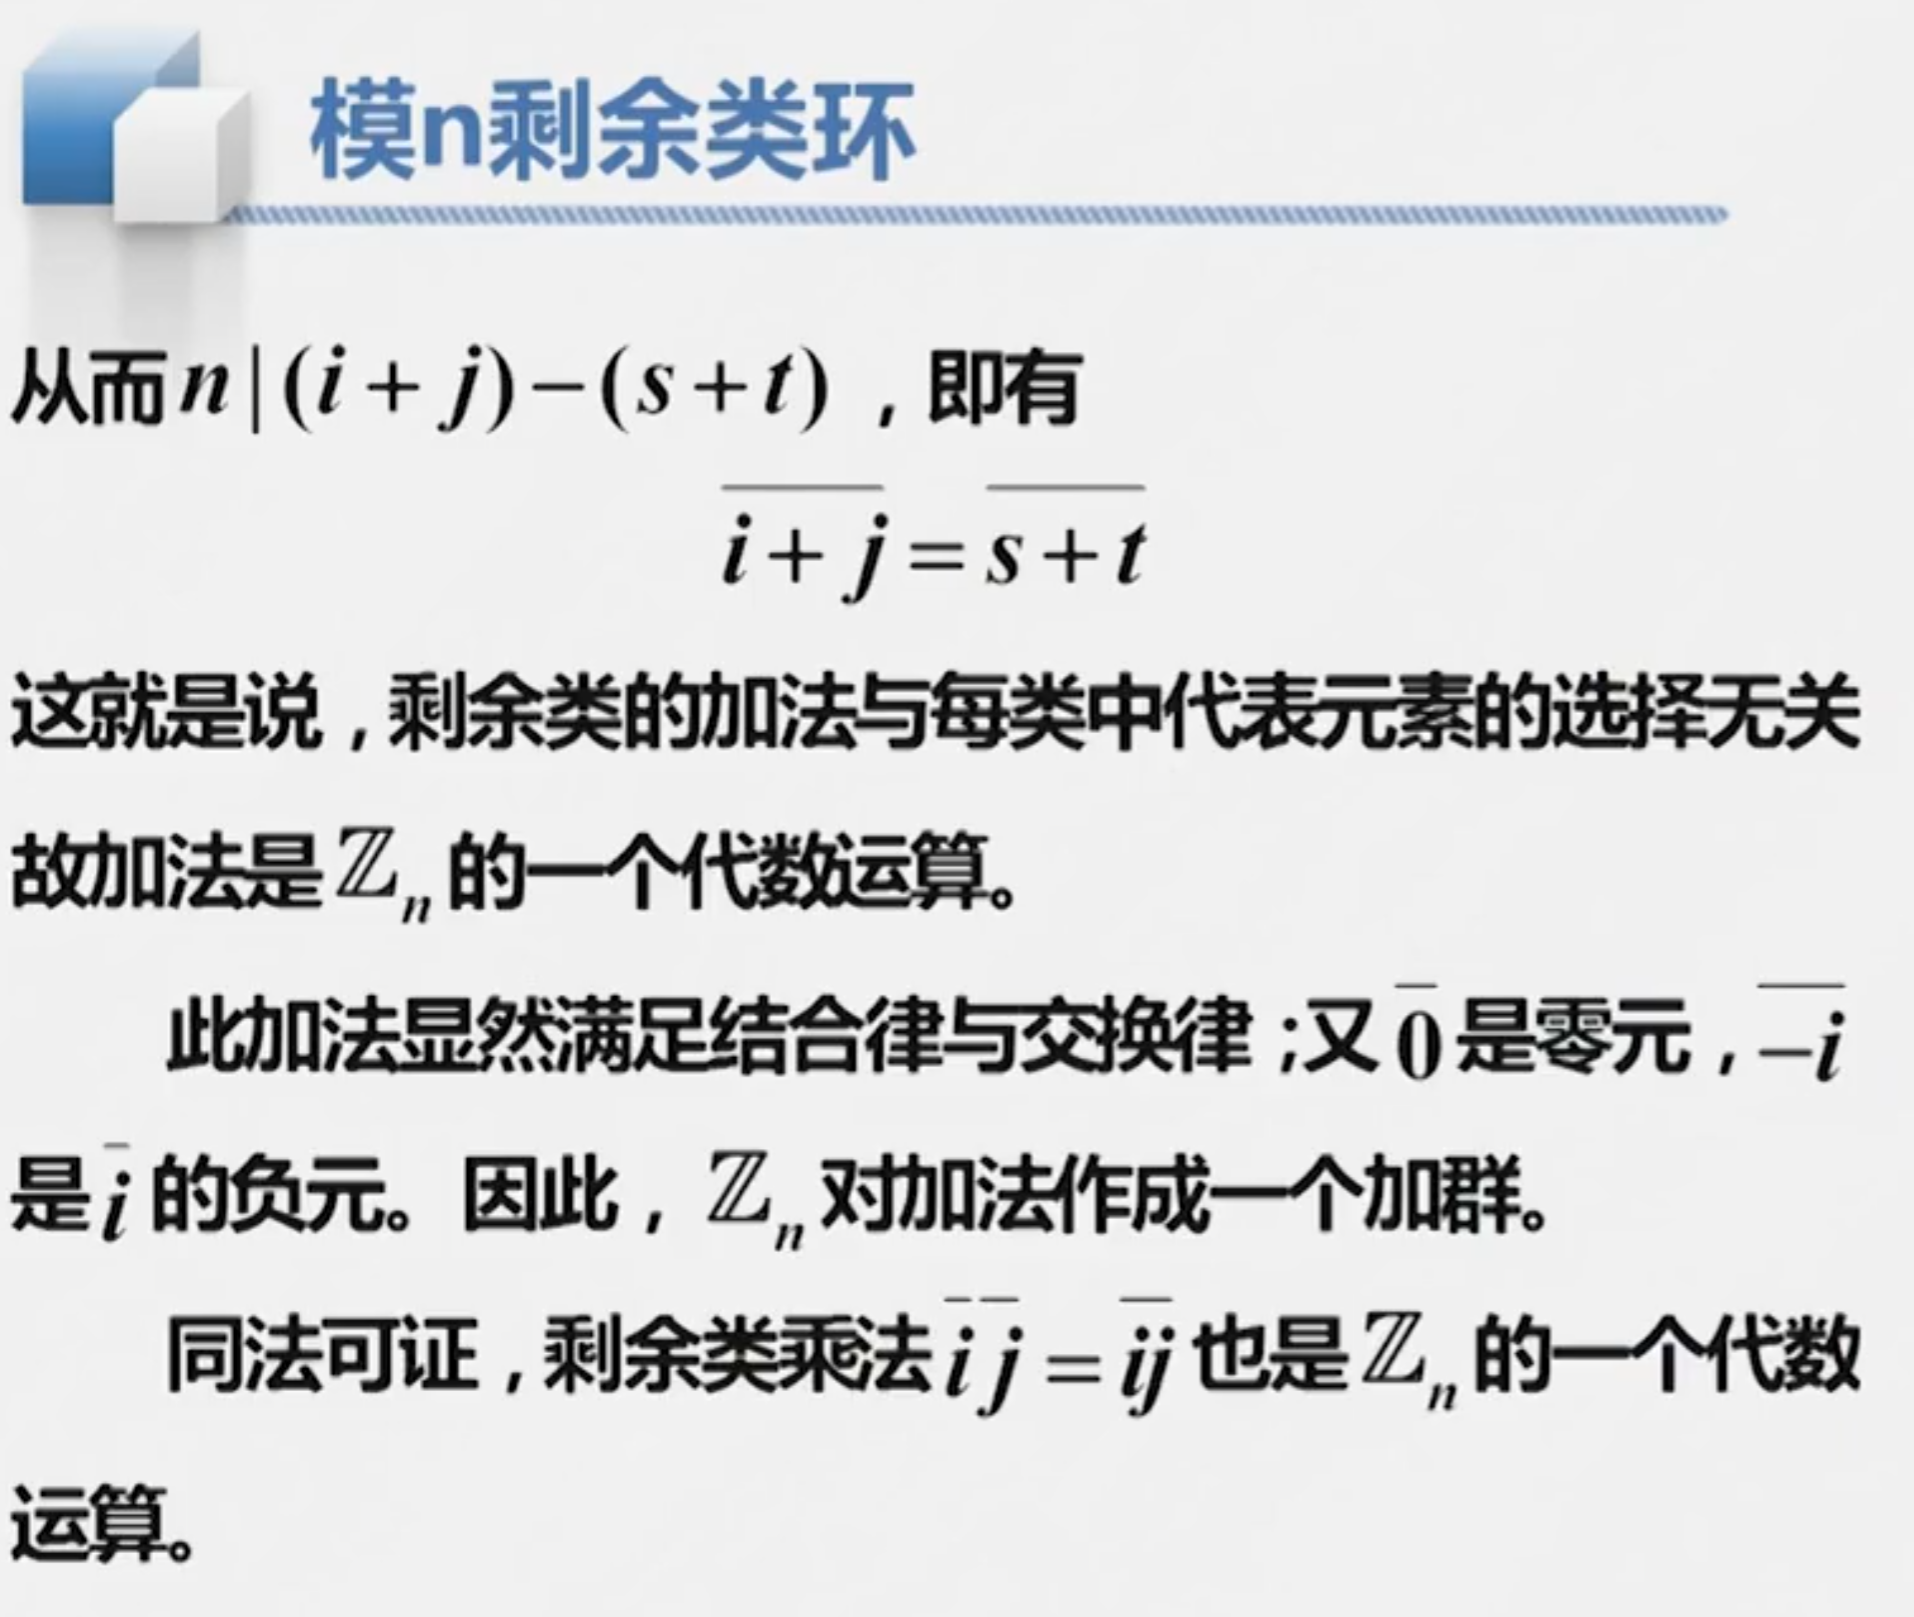 模n剩余类环
从而 $n|(i+j)-(s+t)$ ，即有
$\overline{i+j}=\overline{s+t}$
这就是说，剩余类的加法与每类中代表元素的选择无关
故加法是 $\mathbb{Z}_n$ 的一个代数运算。
此加法显然满足结合律与交换律；又 $\overline{0}$ 是零元，$\overline{-i}$
是 $\overline{i}$ 的负元。因此， $\mathbb{Z}_n$ 对加法作成一个加群。
同法可证，剩余类乘法 $\overline{i}\,\overline{j}=\overline{ij}$ 也是 $\mathbb{Z}_n$ 的一个代数
运算。